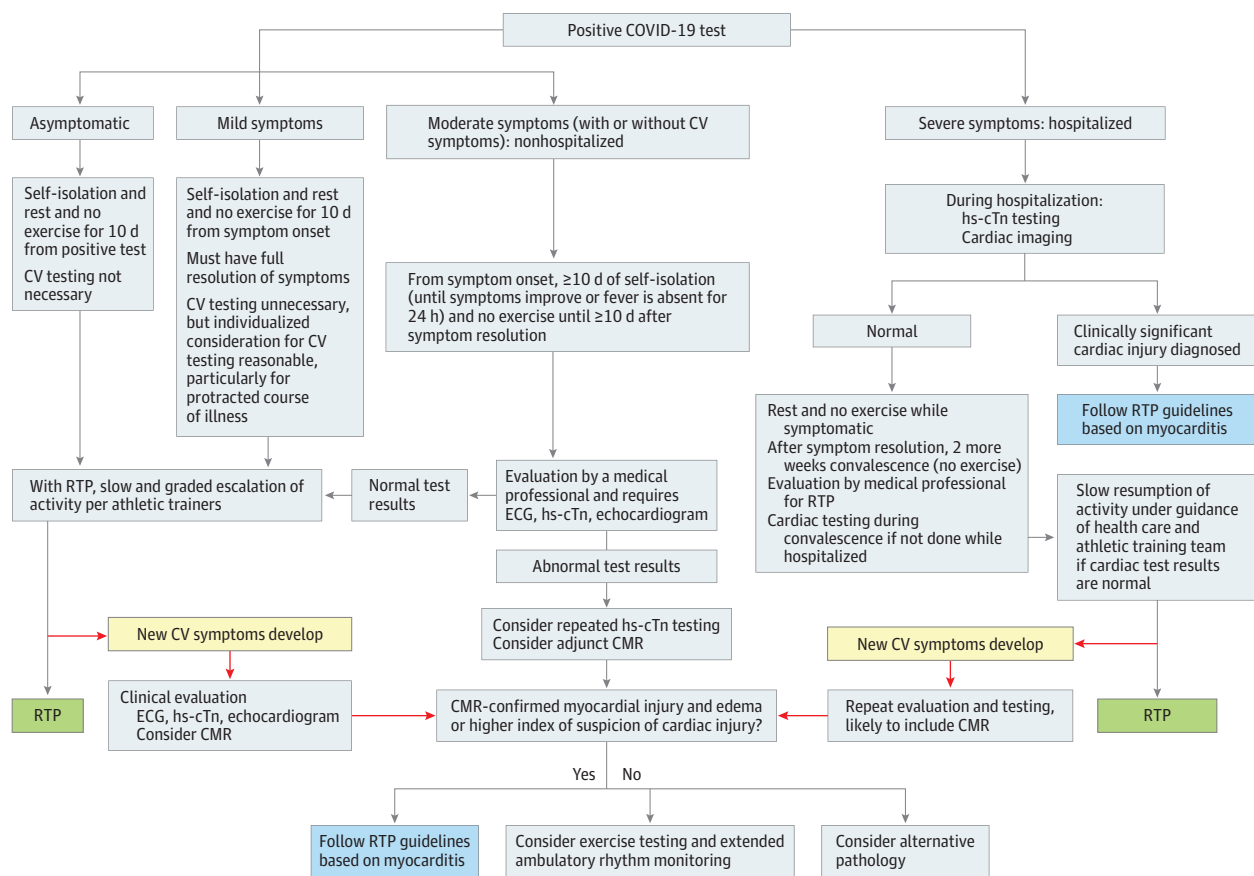 Positive COVID-19 test
Asymptomatic
Mild symptoms
Moderate symptoms (with or without CV
symptoms): nonhospitalized
Severe symptoms: hospitalized
Self-isolation and
rest and no
exercise for 10 d
from positive test
CV testing not
necessary
Self-isolation and rest
and no exercise for 10 d
from symptom onset
Must have full
resolution of symptoms
CV testing unnecessary,
but individualized
consideration for CV
testing reasonable,
particularly for
protracted course
of illness
From symptom onset, ≥10 d of self-isolation
(until symptoms improve or fever is absent for
24 h) and no exercise until ≥10 d after
symptom resolution
During hospitalization:
hs-cTn testing
Cardiac imaging
Normal
Clinically significant
cardiac injury diagnosed
Rest and no exercise while
symptomatic
After symptom resolution, 2 more
weeks convalescence (no exercise)
Evaluation by medical professional
for RTP
Cardiac testing during
convalescence if not done while
hospitalized
Follow RTP guidelines
based on myocarditis
With RTP, slow and graded escalation of
activity per athletic trainers
Normal test
results
Evaluation by a medical
professional and requires
ECG, hs-cTn, echocardiogram
Slow resumption of
activity under guidance
of health care and
athletic training team
if cardiac test results
are normal
Abnormal test results
Consider repeated hs-cTn testing
Consider adjunct CMR
New CV symptoms develop
New CV symptoms develop
RTP
Clinical evaluation
ECG, hs-cTn, echocardiogram
Consider CMR
CMR-confirmed myocardial injury and edema
or higher index of suspicion of cardiac injury?
Repeat evaluation and testing,
likely to include CMR
RTP
Yes
No
Follow RTP guidelines
based on myocarditis
Consider exercise testing and extended
ambulatory rhythm monitoring
Consider alternative
pathology